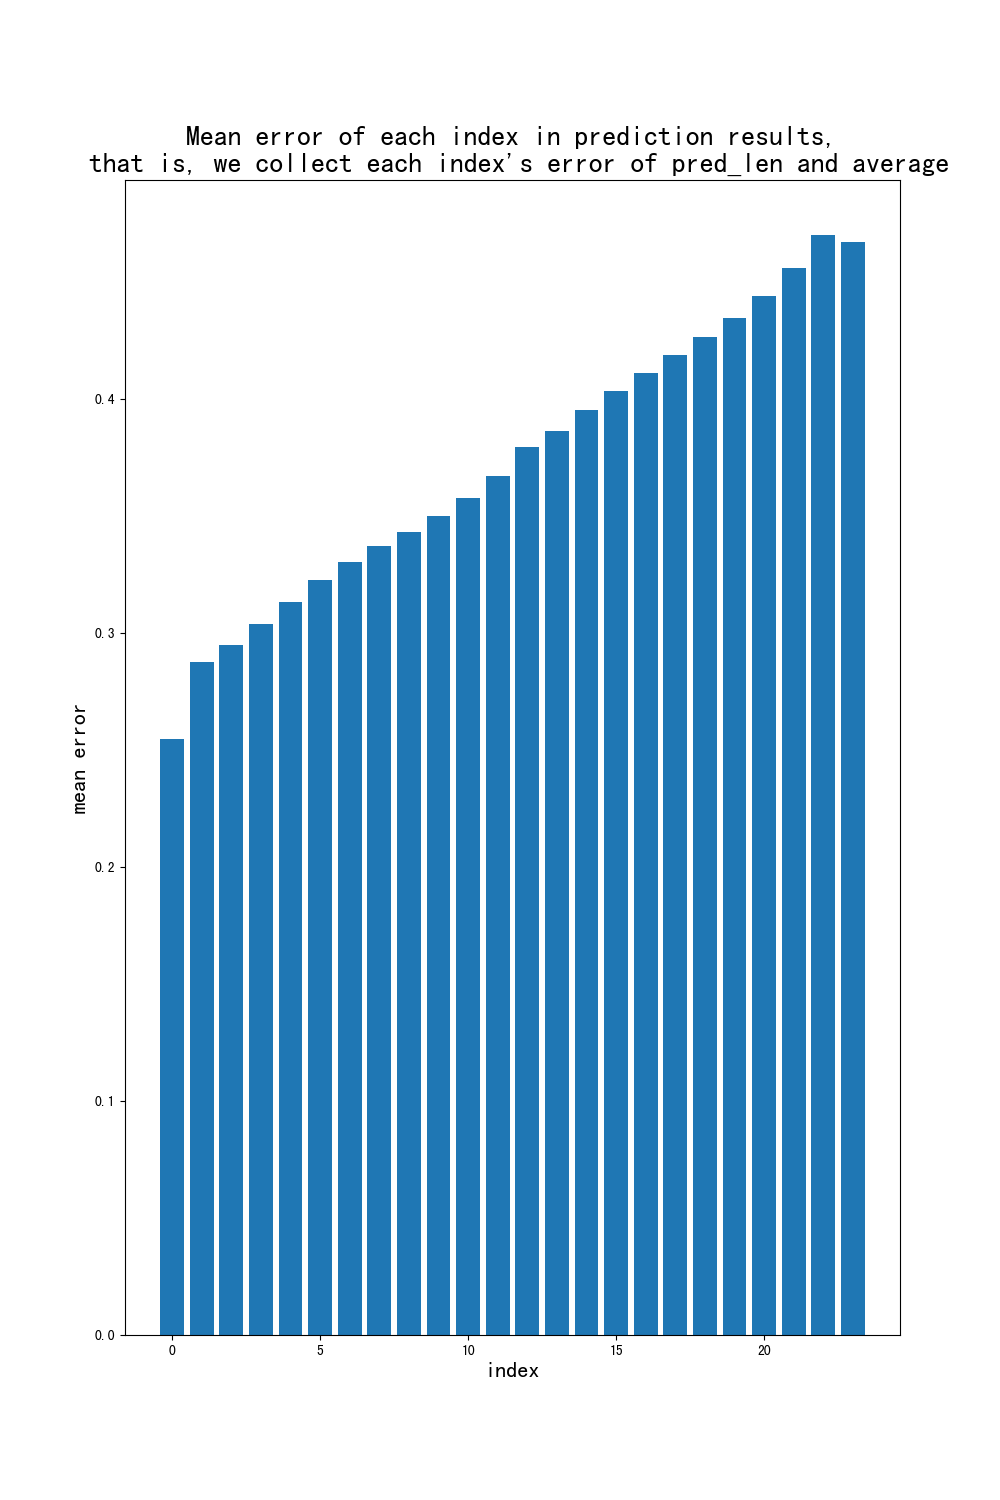 Mean error of each index in prediction results,
that is, we collect each index's error of pred_len and average
0.4
0.3
mean error
0.2
0.1
0.0
0 5 10 15 20
index